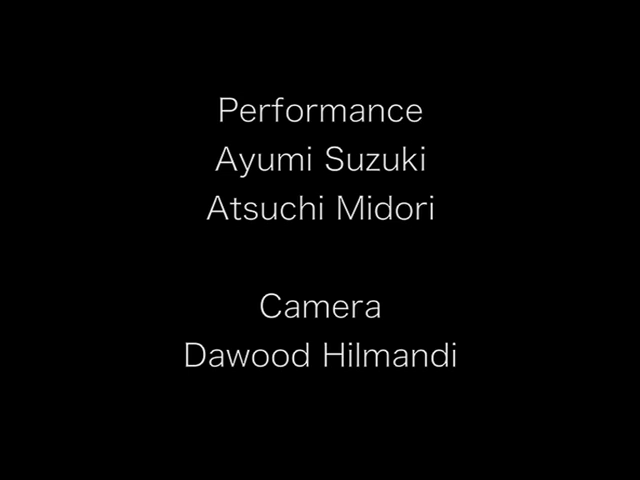 Performance
Ayumi Suzuki
Atsuchi Midori
Camera
Dawood Hilmandi